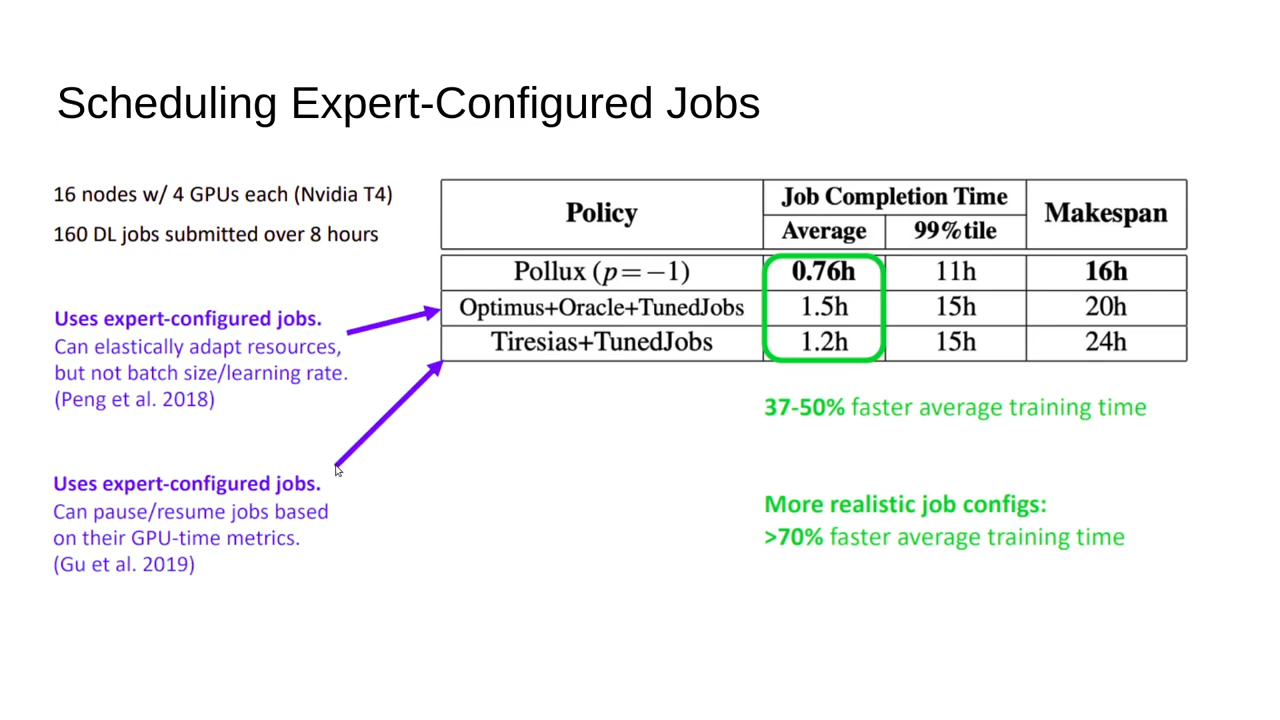 Scheduling Expert-Configured Jobs
16 nodes w/ 4 GPUs each (Nvidia T4)
160 DL jobs submitted over 8 hours
Uses expert-configured jobs.
Can elastically adapt resources,
but not batch size/learning rate.
(Peng et al. 2018)
Uses expert-configured jobs.
Can pause/resume jobs based
on their GPU-time metrics.
(Gu et al. 2019)
Policy Job Completion Time Makespan
Average 99%tile
Pollux (p=−1) 0.76h 11h 16h
Optimus+Oracle+TunedJobs 1.5h 15h 20h
Tiresias+TunedJobs 1.2h 15h 24h
37-50% faster average training time
More realistic job configs:
>70% faster average training time